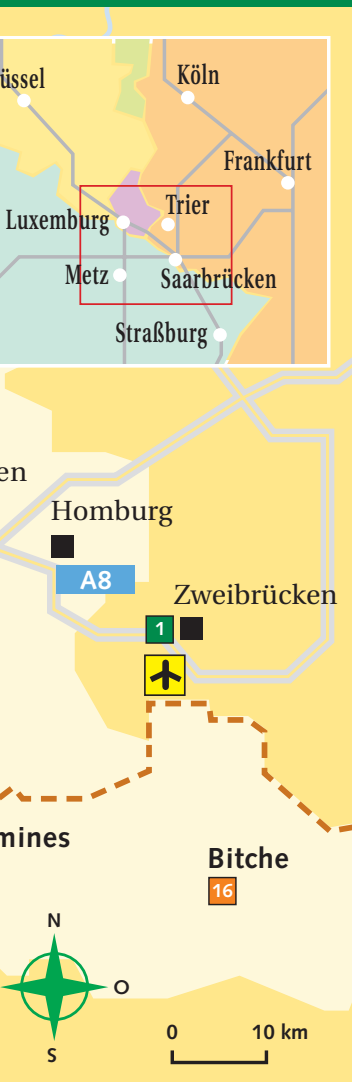 üssel
Köln
Frankfurt
Trier
Luxemburg
Metz
Saarbrücken
Straßburg
en
Homburg
A8
Zweibrücken
1
mines
Bitche
16
N
O
S
0 10 km